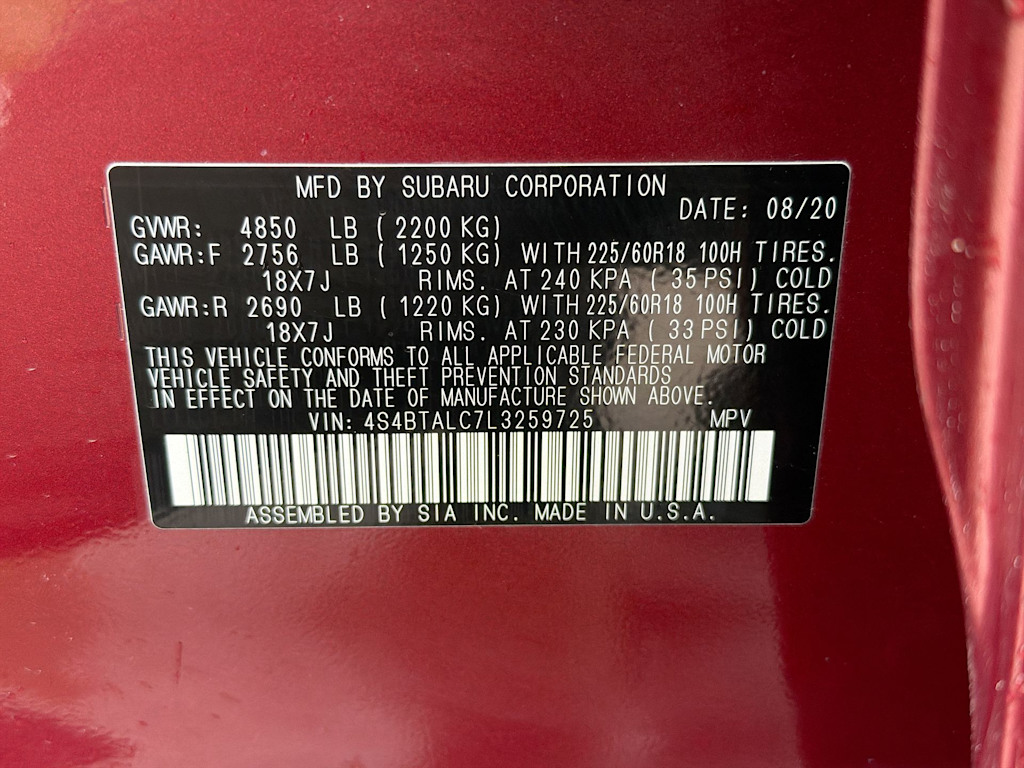 MFD BY SUBARU CORPORATION
DATE: 08/20
GVWR: 4850 LB ( 2200 KG)
GAWR:F 2756 LB ( 1250 KG) WITH 225/60R18 100H TIRES.
18X7J RIMS. AT 240 KPA ( 35 PSI) COLD
GAWR:R 2690 LB ( 1220 KG) WITH 225/60R18 100H TIRES.
18X7J RIMS. AT 230 KPA ( 33 PSI) COLD
THIS VEHICLE CONFORMS TO ALL APPLICABLE FEDERAL MOTOR
VEHICLE SAFETY AND THEFT PREVENTION STANDARDS
IN EFFECT ON THE DATE OF MANUFACTURE SHOWN ABOVE.
VIN: 4S4BTALC7L3259725 MPV
ASSEMBLED BY SIA INC. MADE IN U.S.A.